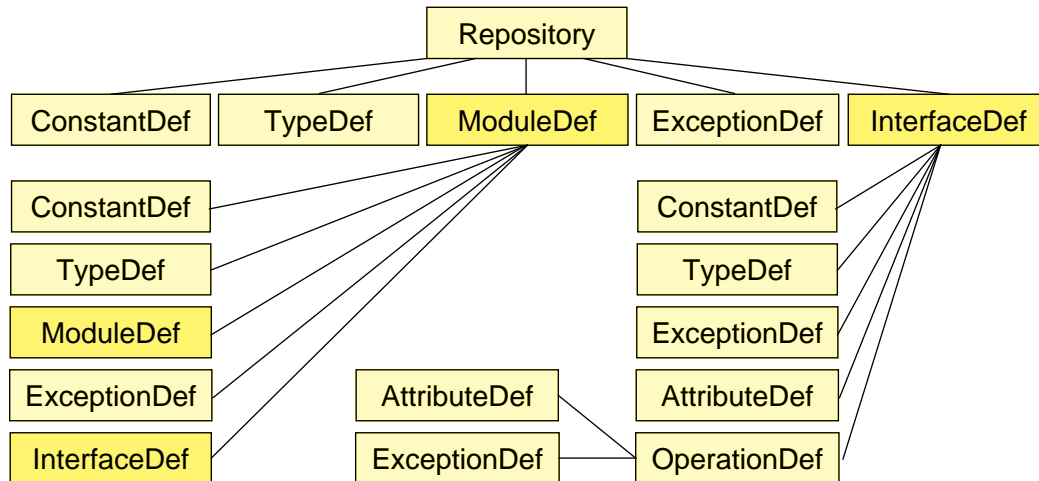 Repository
ConstantDef
TypeDef
ModuleDef
ExceptionDef
InterfaceDef
ConstantDef
TypeDef
ModuleDef
ExceptionDef
InterfaceDef
ConstantDef
TypeDef
ExceptionDef
AttributeDef
OperationDef
AttributeDef
ExceptionDef